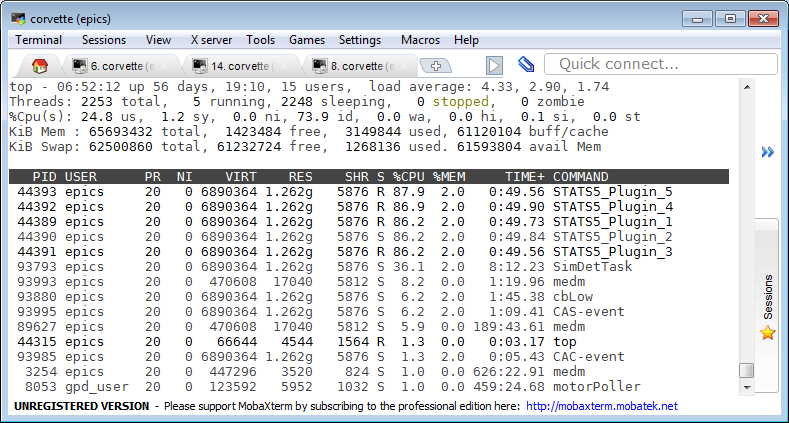 corvette (epics)
Terminal Sessions View X server Tools Games Settings Macros Help
6. corvette (e 14. corvette (e 8. corvette (e Quick connect...
top - 06:52:12 up 56 days, 19:10, 15 users, load average: 4.33, 2.90, 1.74
Threads: 2253 total, 5 running, 2248 sleeping, 0 stopped, 0 zombie
%Cpu(s): 24.8 us, 1.2 sy, 0.0 ni, 73.9 id, 0.0 wa, 0.0 hi, 0.1 si, 0.0 st
KiB Mem : 65693432 total, 1423484 free, 3149844 used, 61120104 buff/cache
KiB Swap: 62500860 total, 61232724 free, 1268136 used. 61593804 avail Mem
PID USER PR NI VIRT RES SHR S %CPU %MEM TIME+ COMMAND
44393 epics 20 0 6890364 1.262g 5876 R 87.9 2.0 0:49.56 STATS5_Plugin_5
44392 epics 20 0 6890364 1.262g 5876 R 86.9 2.0 0:49.90 STATS5_Plugin_4
44389 epics 20 0 6890364 1.262g 5876 R 86.2 2.0 0:49.73 STATS5_Plugin_1
44390 epics 20 0 6890364 1.262g 5876 S 86.2 2.0 0:49.84 STATS5_Plugin_2
44391 epics 20 0 6890364 1.262g 5876 R 86.2 2.0 0:49.56 STATS5_Plugin_3
93793 epics 20 0 6890364 1.262g 5876 S 36.1 2.0 8:12.23 SimDetTask
93993 epics 20 0 470608 17040 5812 S 8.2 0.0 1:19.96 medm
93880 epics 20 0 6890364 1.262g 5876 S 6.2 2.0 1:45.38 cbLow
93995 epics 20 0 6890364 1.262g 5876 S 6.2 2.0 1:09.41 CAS-event
89627 epics 20 0 470608 17040 5812 S 5.9 0.0 189:43.61 medm
44315 epics 20 0 66644 4544 1564 R 1.3 0.0 0:03.17 top
93985 epics 20 0 6890364 1.262g 5876 S 1.3 2.0 0:05.43 CAC-event
3254 epics 20 0 447296 3520 824 S 1.0 0.0 626:22.91 medm
8053 gpd_user 20 0 123592 5952 1032 S 1.0 0.0 459:24.68 motorPoller
Sessions
UNREGISTERED VERSION - Please support MobaXterm by subscribing to the professional edition here: http://mobaxterm.mobatek.net